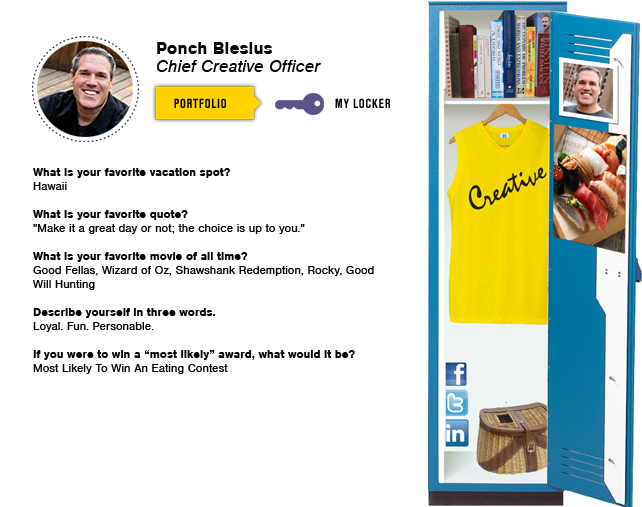 Ponch Blesius
Chief Creative Officer
PORTFOLIO
MY LOCKER
What is your favorite vacation spot?
Hawaii
What is your favorite quote?
"Make it a great day or not; the choice is up to you."
What is your favorite movie of all time?
Good Fellas, Wizard of Oz, Shawshank Redemption, Rocky, Good
Will Hunting
Describe yourself in three words.
Loyal. Fun. Personable.
If you were to win a “most likely” award, what would it be?
Most Likely To Win An Eating Contest
Creative
f
t
in